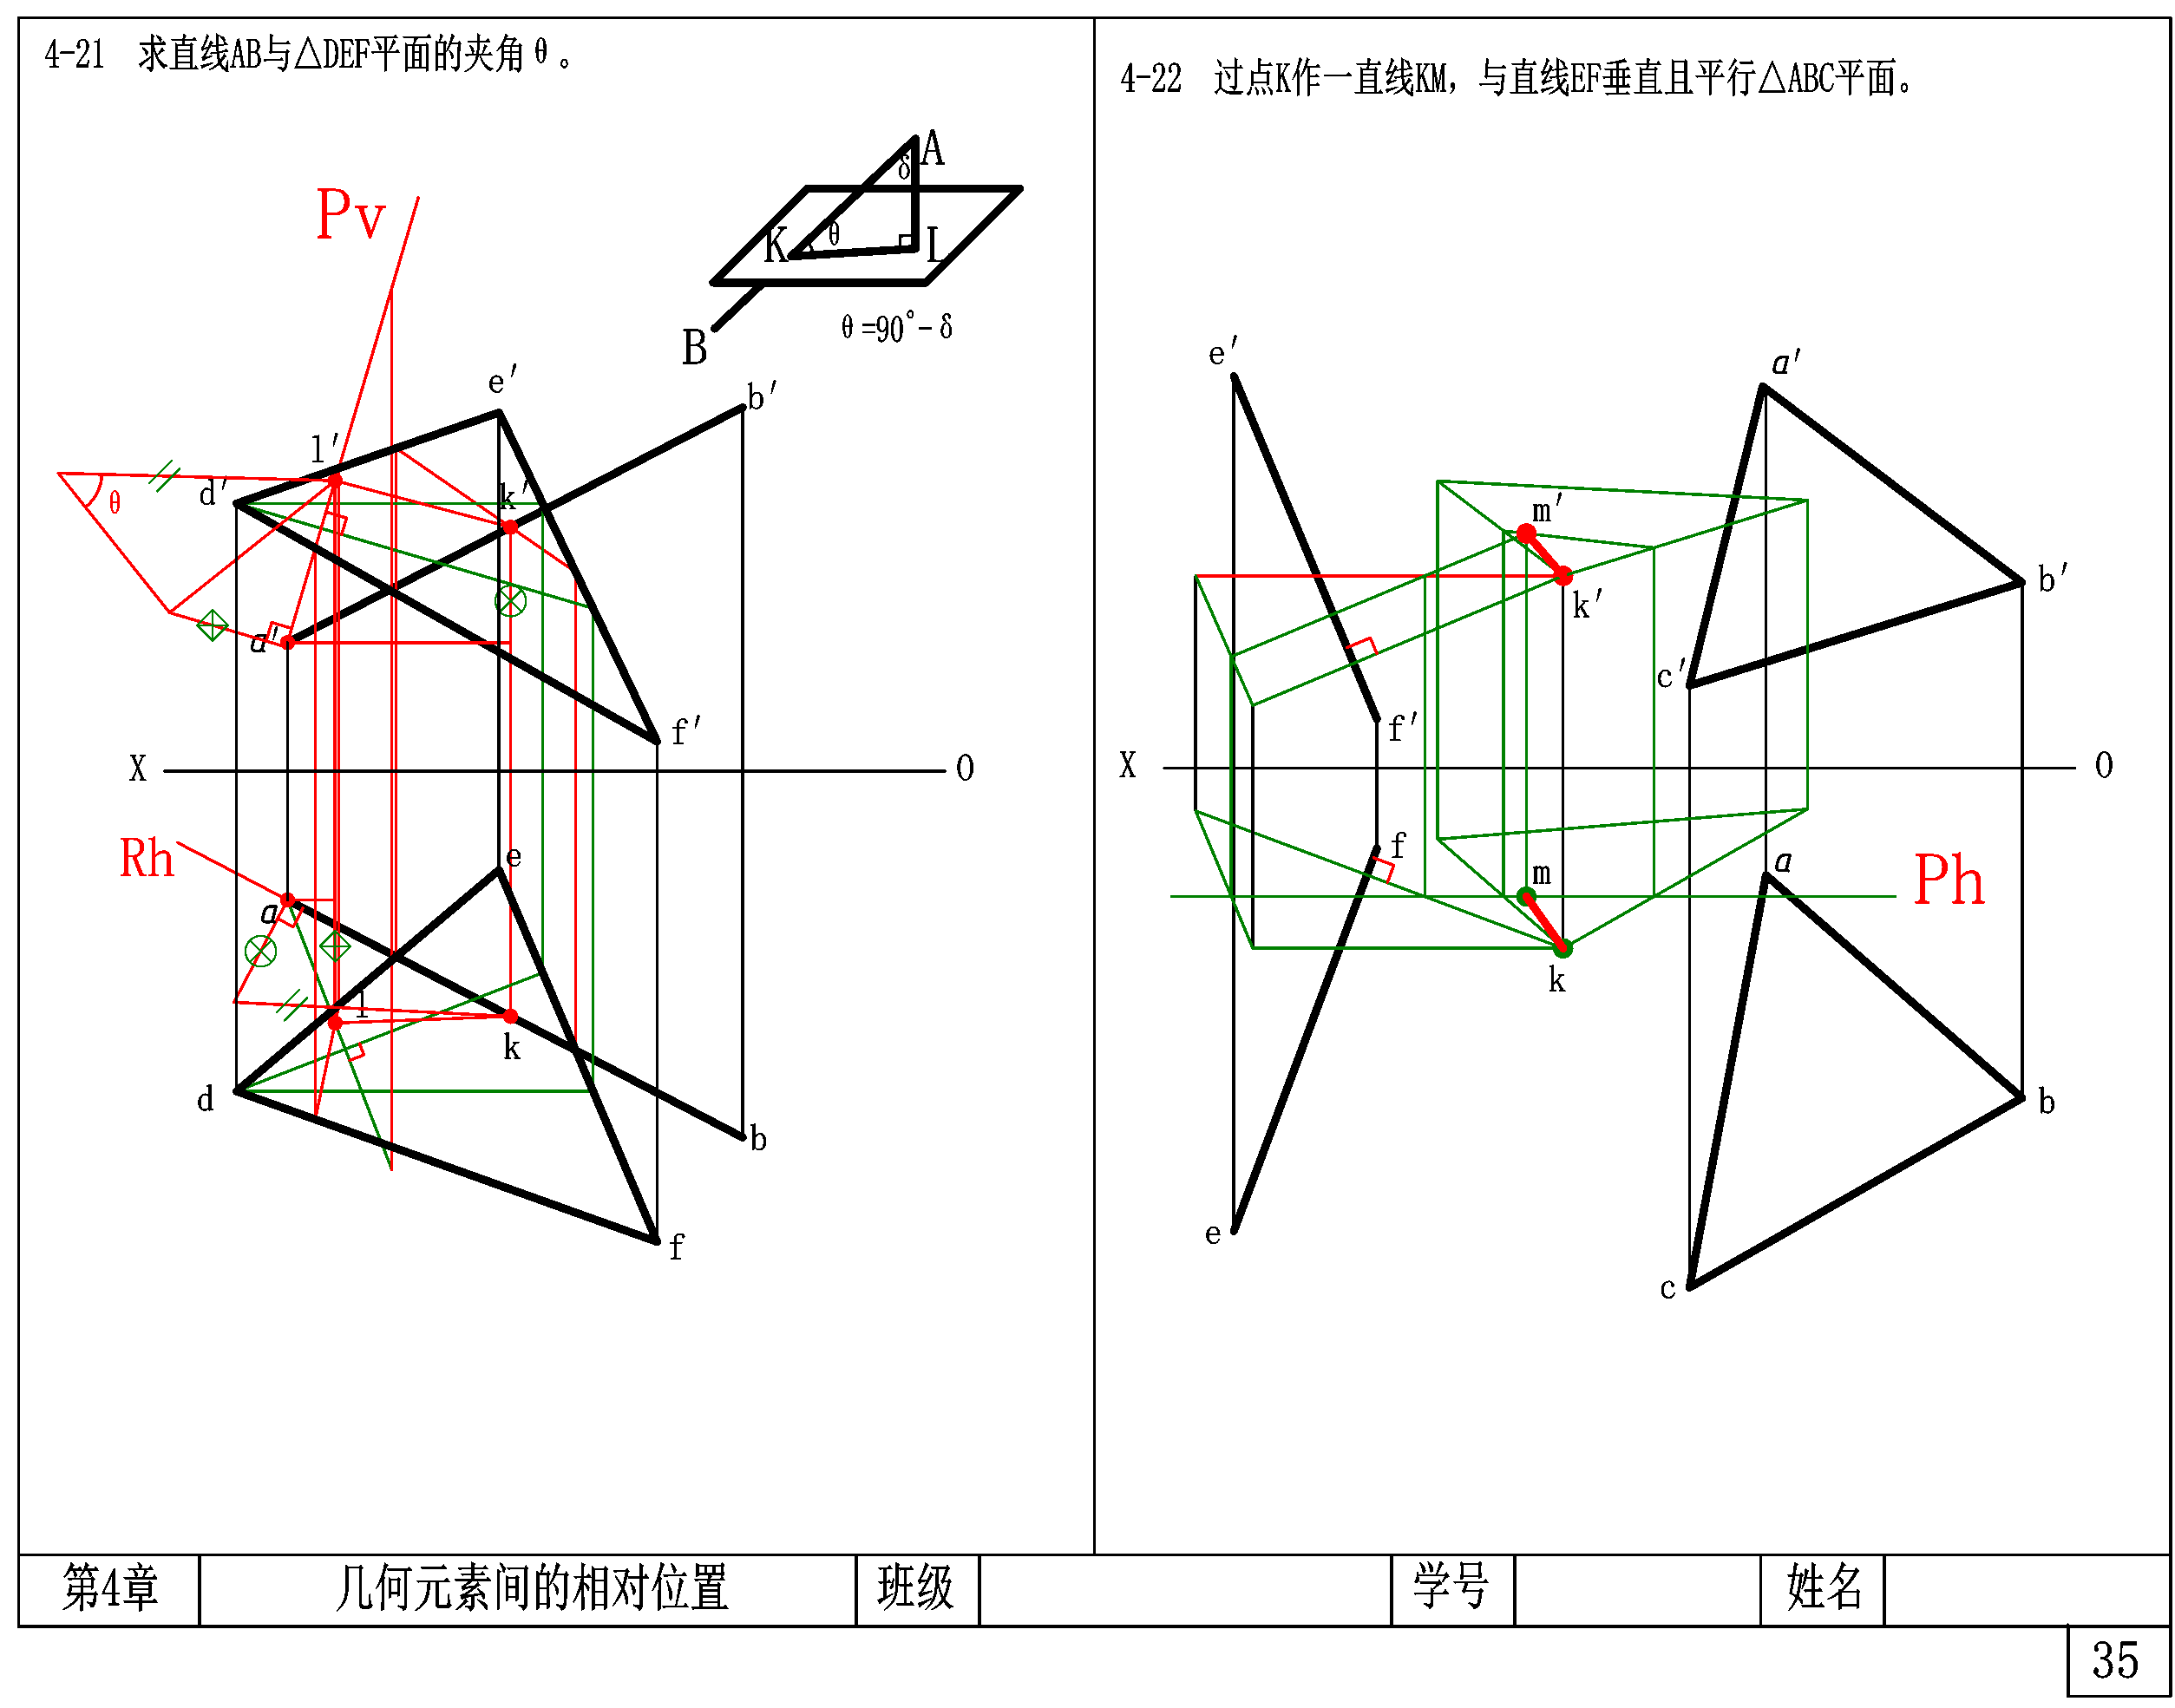 4-21 求直线AB与△DEF平面的夹角θ。
A
δ
Pv
K
θ
L
B
θ=90°-δ
e'
b'
1'
d'
k'
θ
a'
f'
X
O
Rh
e
a
1
k
d
b
f
4-22 过点K作一直线KM，与直线EF垂直且平行△ABC平面。
e'
a'
m'
b'
k'
c'
f'
X
O
f
m
a
Ph
k
b
e
c
第4章
几何元素间的相对位置
班级
学号
姓名
35